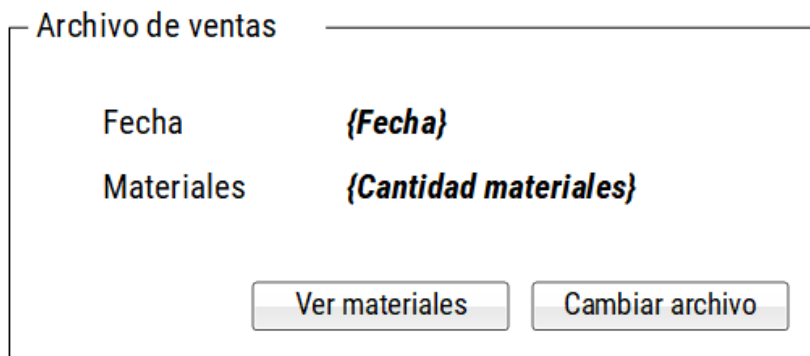 Archivo de ventas
Fecha {Fecha}
Materiales {Cantidad materiales}
Ver materiales Cambiar archivo